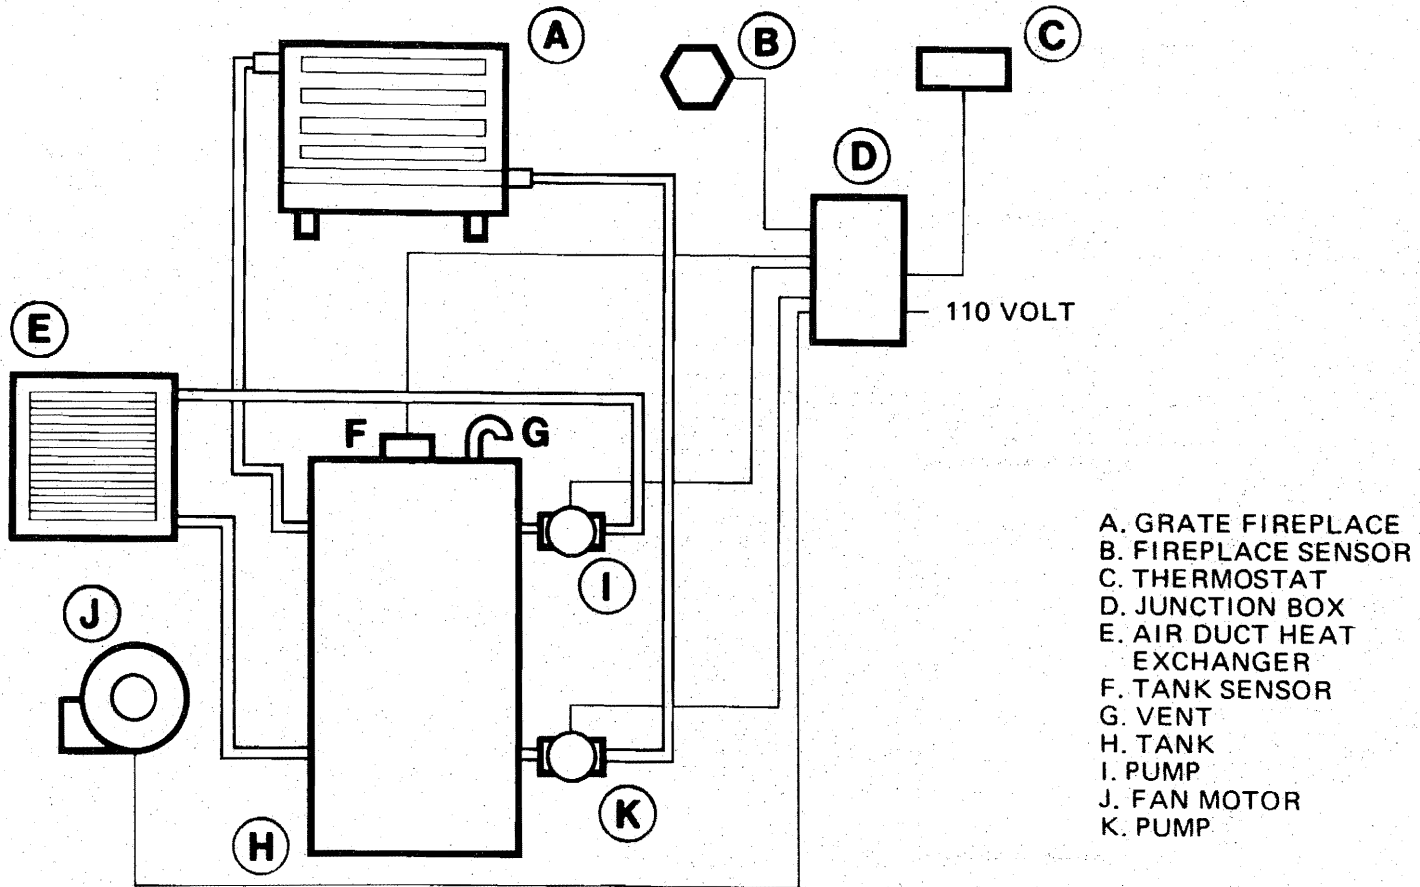 A
B
C
D
110 VOLT
E
F
G
I
J
K
H
A. GRATE FIREPLACE
B. FIREPLACE SENSOR
C. THERMOSTAT
D. JUNCTION BOX
E. AIR DUCT HEAT
EXCHANGER
F. TANK SENSOR
G. VENT
H. TANK
I. PUMP
J. FAN MOTOR
K. PUMP